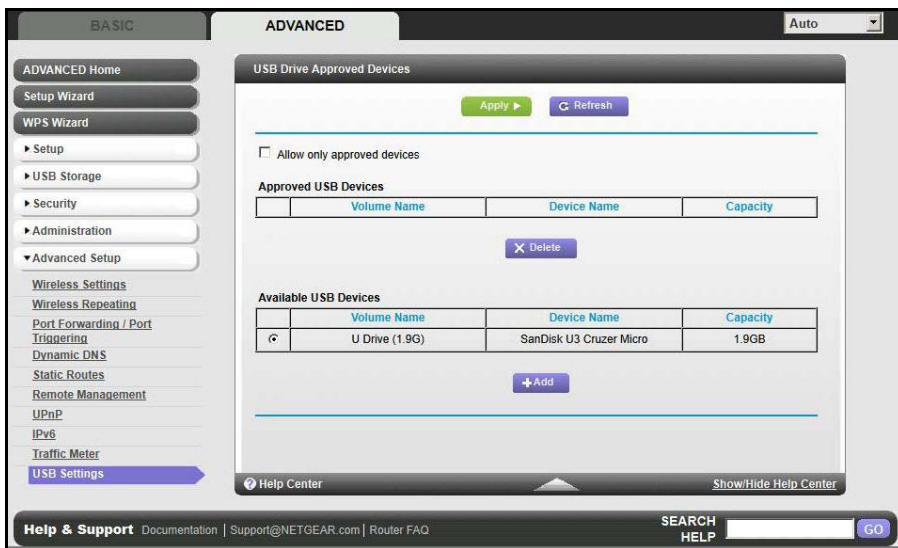 BASIC
ADVANCED
Auto
ADVANCED Home
Setup Wizard
WPS Wizard
Setup
USB Storage
Security
Administration
Advanced Setup
Wireless Settings
Wireless Repeating
Port Forwarding / Port
Triggering
Dynamic DNS
Static Routes
Remote Management
UPnP
IPv6
Traffic Meter
USB Settings
USB Drive Approved Devices
Apply
Refresh
Allow only approved devices
Approved USB Devices
Volume Name Device Name Capacity
Delete
Available USB Devices
Volume Name Device Name Capacity
U Drive (1.9G) SanDisk U3 Cruzer Micro 1.9GB
+Add
Help Center
Show/Hide Help Center
Help & Support Documentation | Support@NETGEAR.com | Router FAQ
SEARCH
HELP
GO